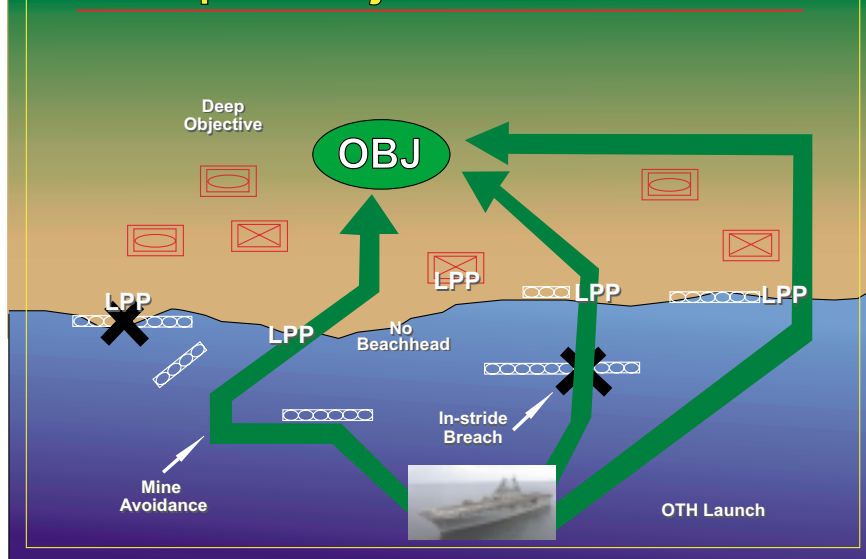 Deep
Objective
OBJ
LPP
LPP
LPP
LPP
LPP
No
Beachhead
In-stride
Breach
Mine
Avoidance
OTH Launch